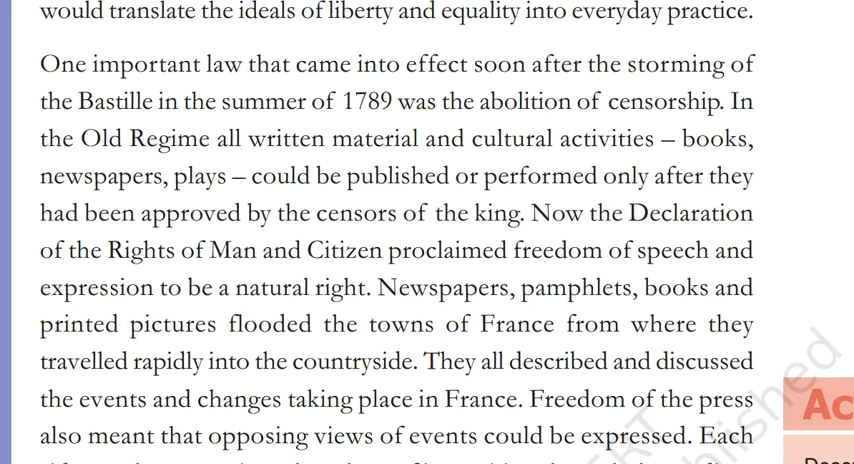 would translate the ideals of liberty and equality into everyday practice.
One important law that came into effect soon after the storming of
the Bastille in the summer of 1789 was the abolition of censorship. In
the Old Regime all written material and cultural activities – books,
newspapers, plays – could be published or performed only after they
had been approved by the censors of the king. Now the Declaration
of the Rights of Man and Citizen proclaimed freedom of speech and
expression to be a natural right. Newspapers, pamphlets, books and
printed pictures flooded the towns of France from where they
travelled rapidly into the countryside. They all described and discussed
the events and changes taking place in France. Freedom of the press
also meant that opposing views of events could be expressed. Each
Ac